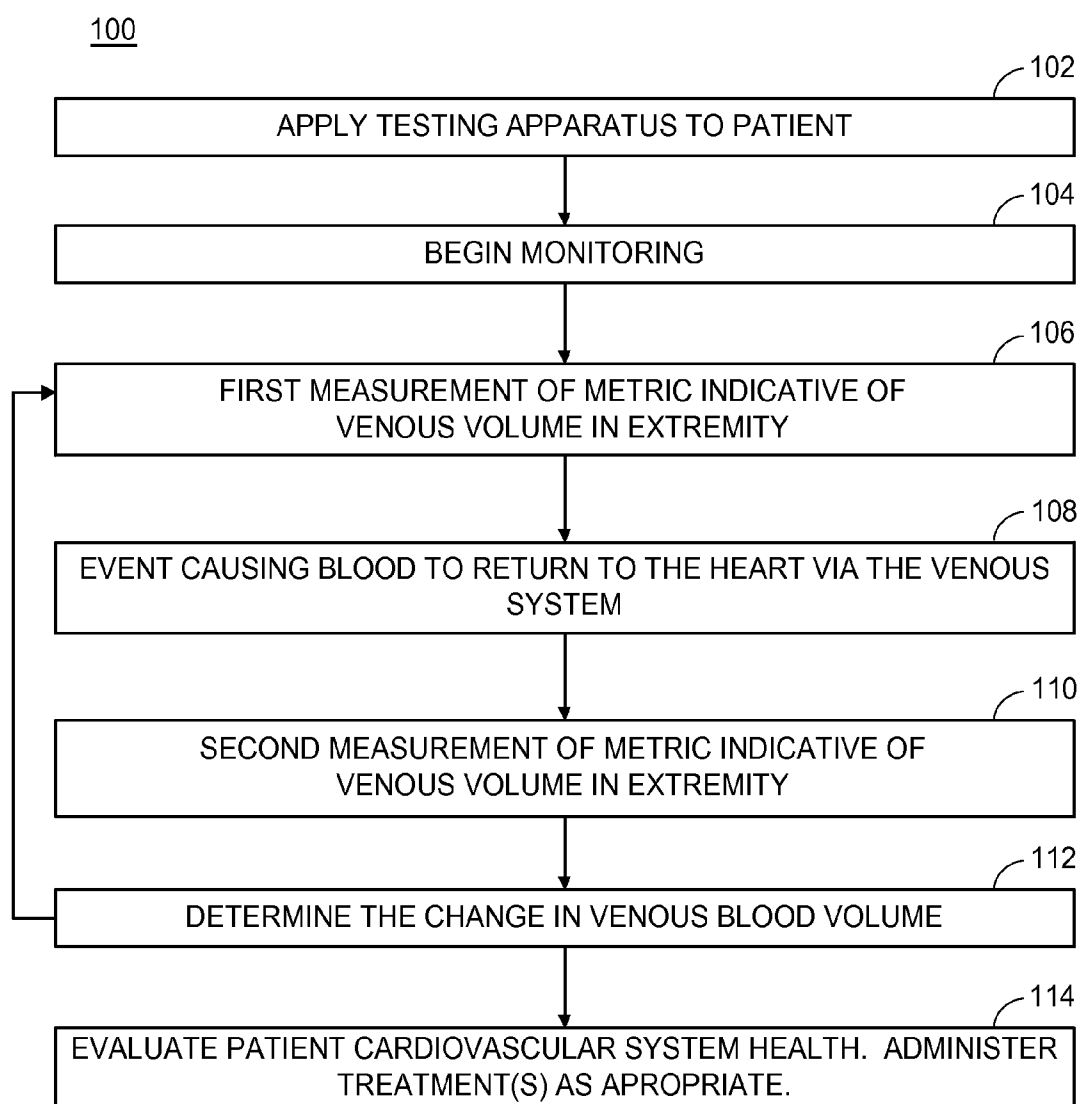 100
102
APPLY TESTING APPARATUS TO PATIENT
104
BEGIN MONITORING
106
FIRST MEASUREMENT OF METRIC INDICATIVE OF
VENOUS VOLUME IN EXTREMITY
108
EVENT CAUSING BLOOD TO RETURN TO THE HEART VIA THE VENOUS
SYSTEM
110
SECOND MEASUREMENT OF METRIC INDICATIVE OF
VENOUS VOLUME IN EXTREMITY
112
DETERMINE THE CHANGE IN VENOUS BLOOD VOLUME
114
EVALUATE PATIENT CARDIOVASCULAR SYSTEM HEALTH. ADMINISTER
TREATMENT(S) AS APROPRIATE.